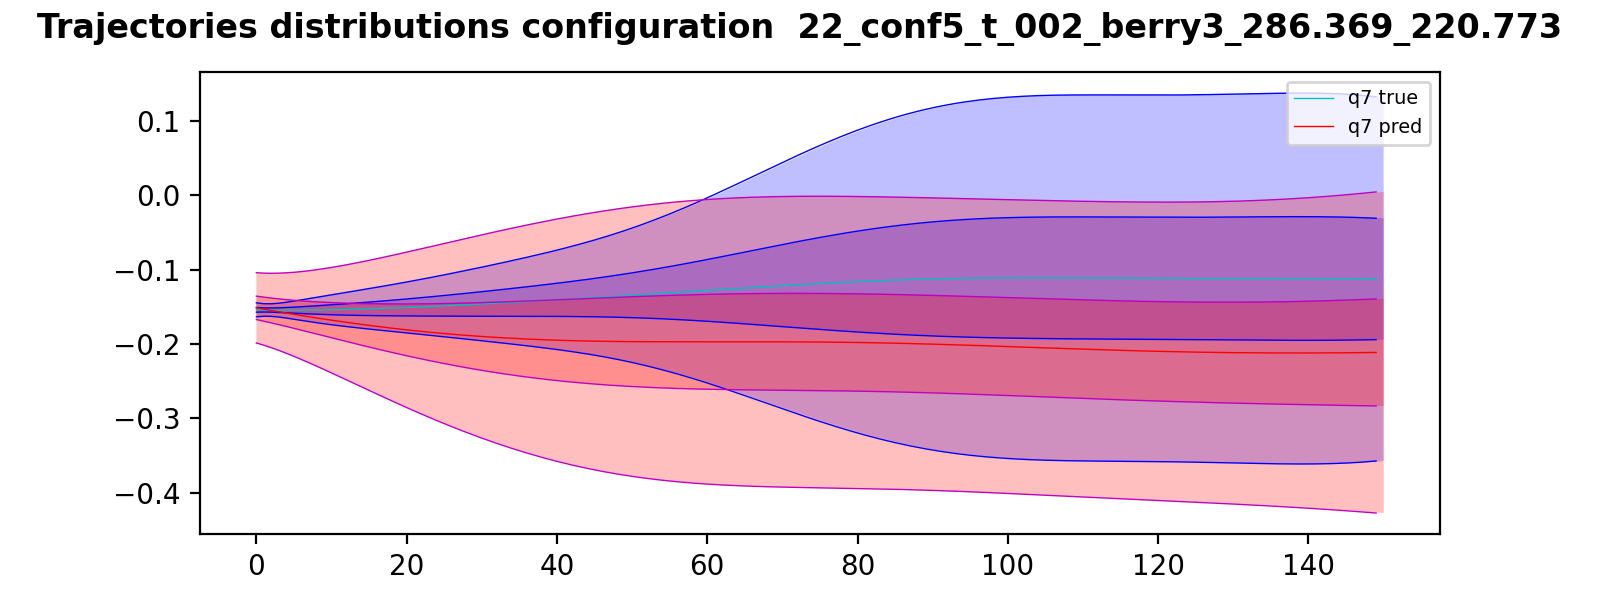 Trajectories distributions configuration  22_conf5_t_002_berry3_286.369_220.773
q7 true
q7 pred
0.1
0.0
−0.1
−0.2
−0.3
−0.4
0 20 40 60 80 100 120 140